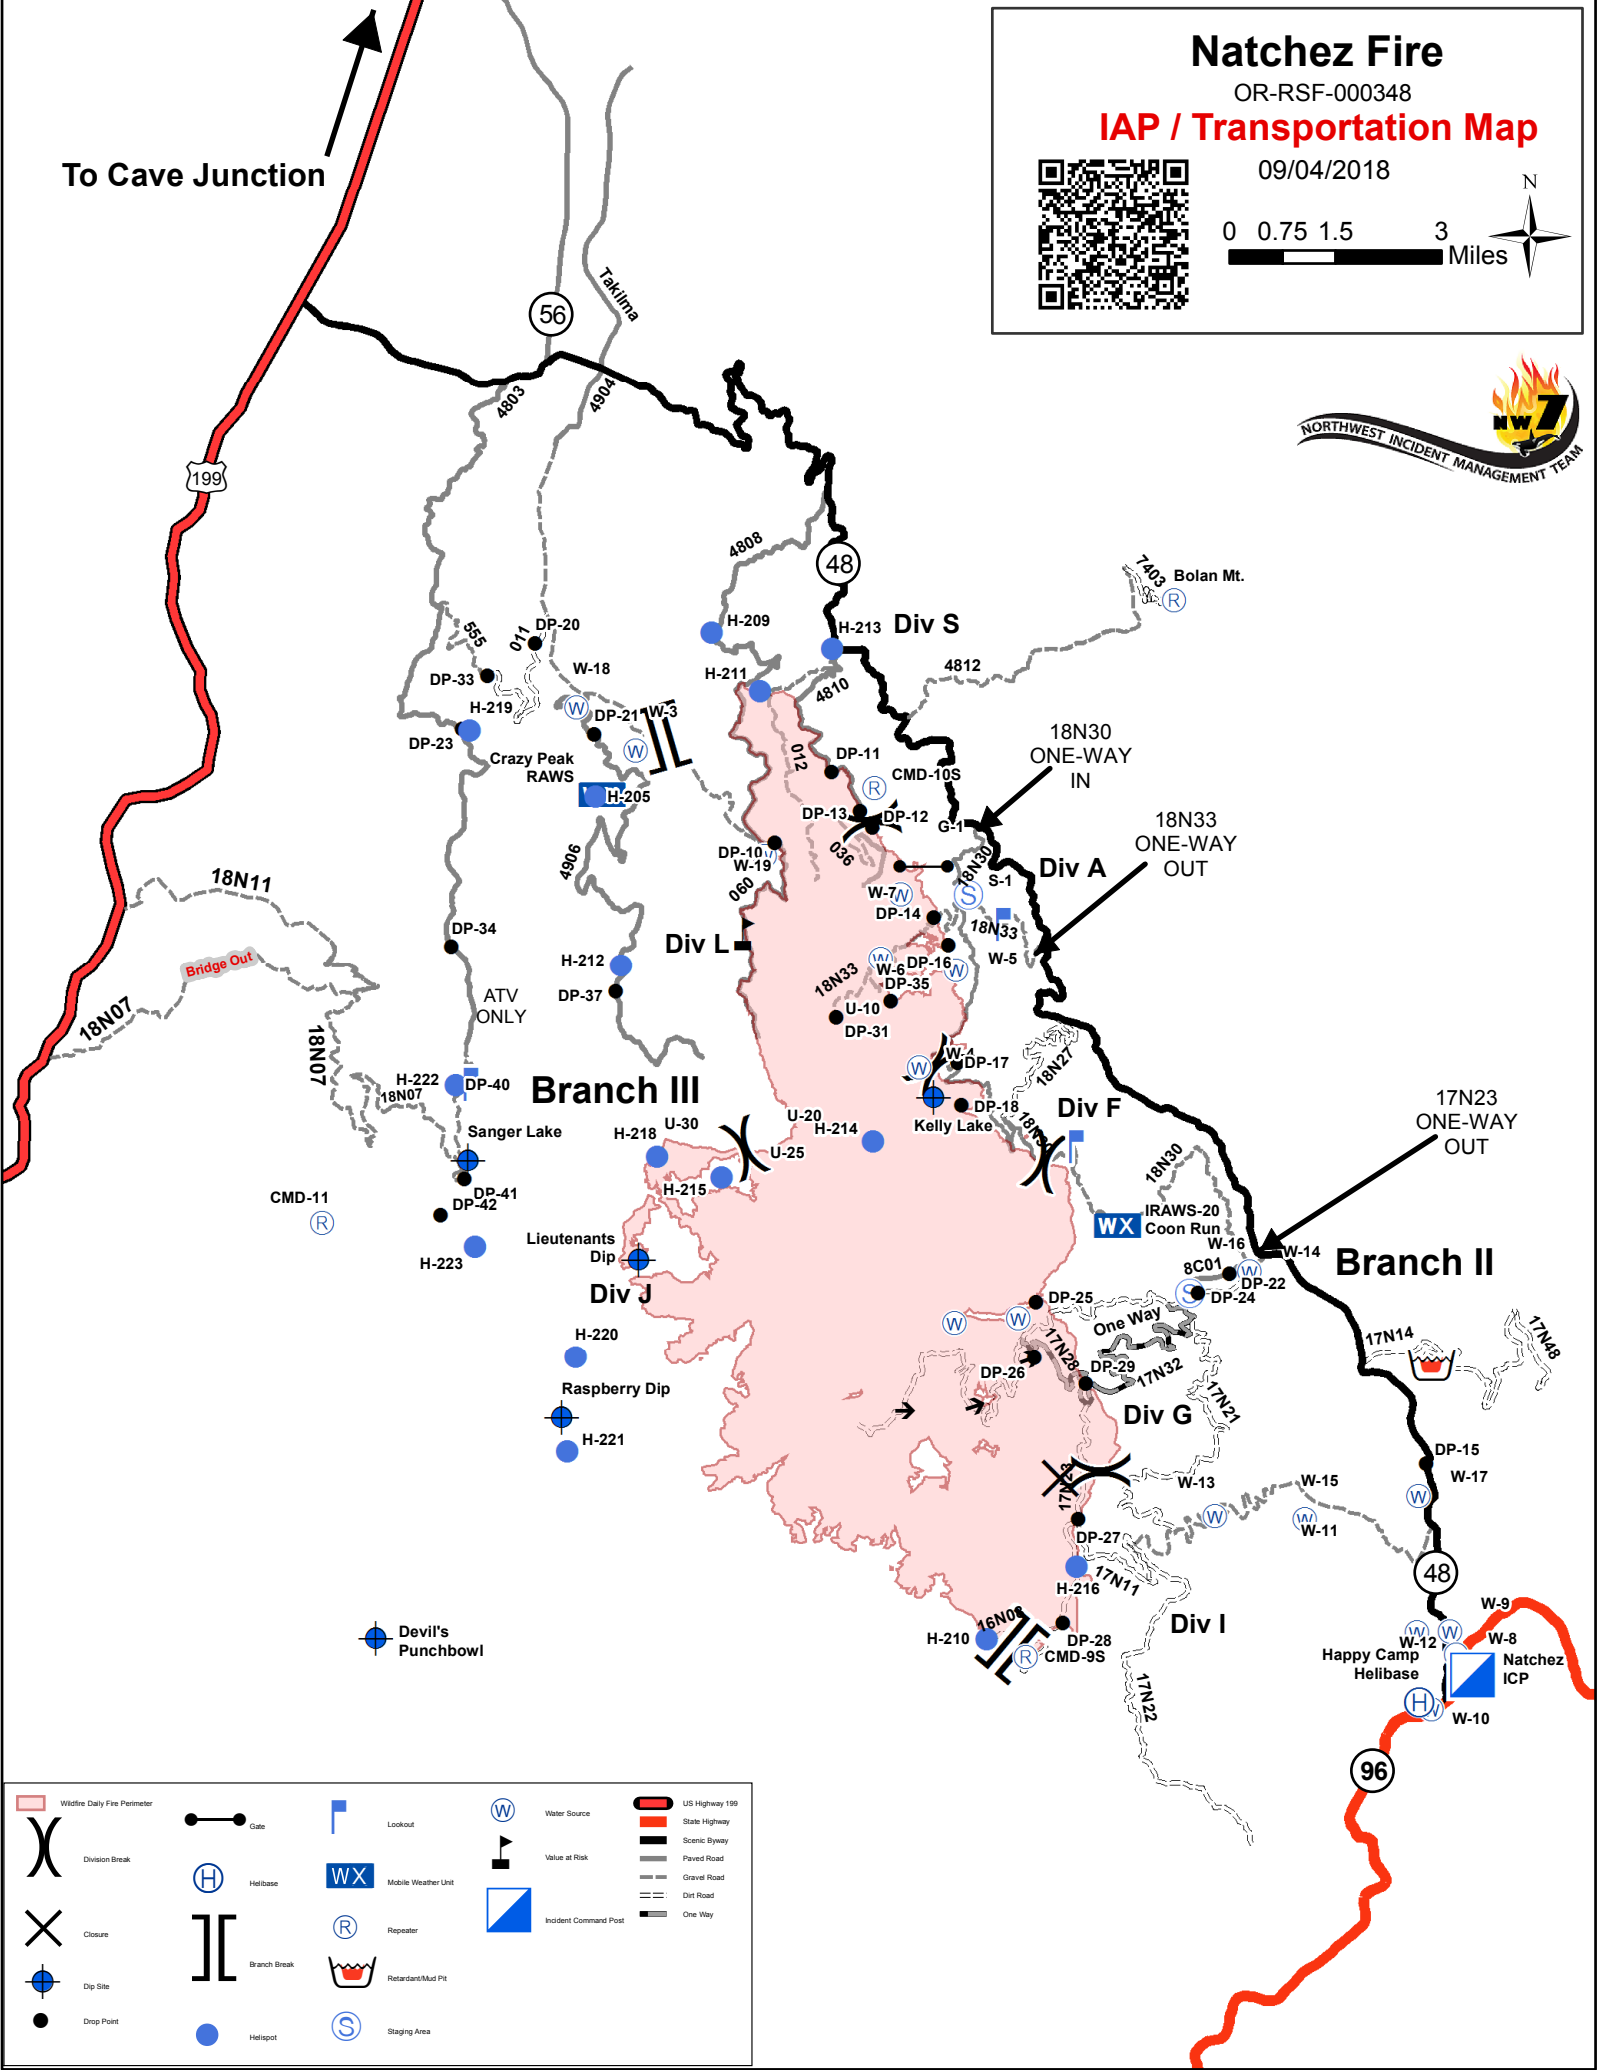 Natchez Fire
OR-RSF-000348
IAP / Transportation Map
09/04/2018
N
0 0.75 1.5 3
Miles
To Cave Junction
NW 7
NORTHWEST INCIDENT MANAGEMENT TEAM
56
Takilma
4803
4904
199
4808
48
7403
Bolan Mt.
H-209
H-213
Div S
555
011
DP-20
W-18
W
DP-33
H-219
H-211
4810
4812
DP-21
W-3
W
DP-23
Crazy Peak
RAWS
H-205
012
DP-11
R
CMD-10S
18N30
ONE-WAY
IN
DP-13
DP-12
G-1
036
18N33
ONE-WAY
OUT
4906
DP-10
W-19
060
18N30
S-1
S
Div A
18N11
W-7
W
DP-14
18N33
DP-34
Div L
W-5
Bridge Out
H-212
W
W-6
DP-16
W
18N33
DP-35
DP-37
ATV
ONLY
U-10
DP-31
18N07
18N07
W-4
W
DP-17
18N27
H-222
DP-40
18N07
Branch III
DP-18
Div F
17N23
ONE-WAY
OUT
Kelly Lake
U-20
H-214
U-30
H-218
U-25
Sanger Lake
H-215
18N30
DP-41
DP-42
CMD-11
R
WX
IRAWS-20
Coon Run
H-223
Lieutenants
Dip
W-16
W-14
Branch II
8C01
W
DP-22
S
DP-24
Div J
DP-25
One Way
W
W
17N28
17N14
17N48
H-220
DP-26
DP-29
17N32
Raspberry Dip
17N21
Div G
H-221
DP-15
W-17
W
17N23
W-13
W-15
W
W
W-11
DP-27
48
17N11
H-216
16N03
Div I
DP-28
H-210
R
CMD-9S
Devil's
Punchbowl
W-9
W
W
W-12
W-8
Happy Camp
Helibase
Natchez
ICP
H
W
W-10
17N22
96
Wildfire Daily Fire Perimeter
Division Break
Closure
Dip Site
Drop Point
Gate
H
Helibase
Branch Break
Helispot
Lookout
WX
Mobile Weather Unit
R
Repeater
Retardant/Mud Pit
S
Staging Area
W
Water Source
Value at Risk
Incident Command Post
US Highway 199
State Highway
Scenic Byway
Paved Road
Gravel Road
Dirt Road
One Way